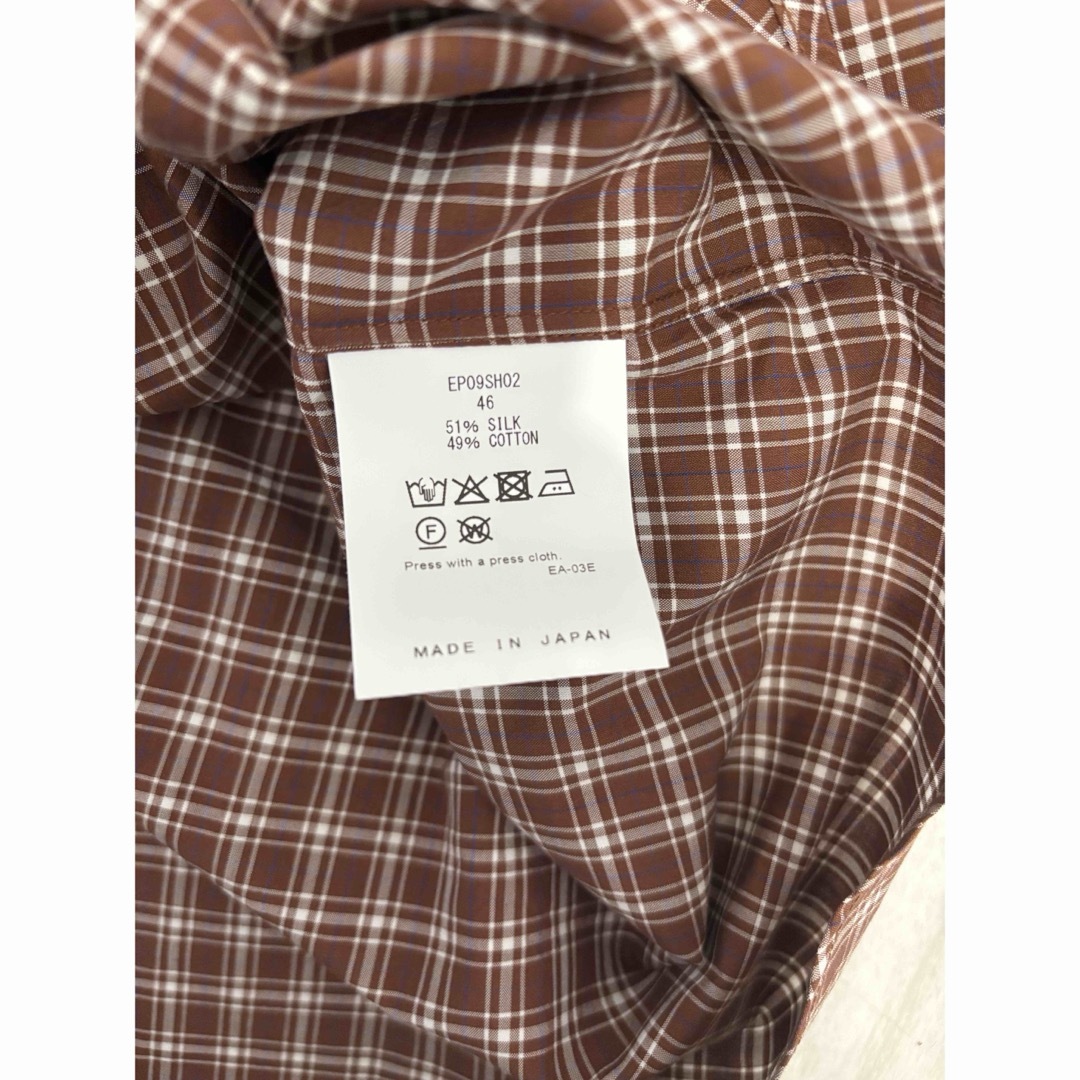 EP09SH02
46
51% SILK
49% COTTON
F W
Press with a press cloth.
EA-03E
MADE IN JAPAN